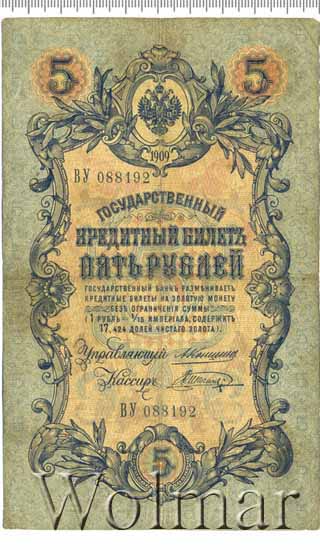 5 5
1909
ВУ 088192
ГОСУДАРСТВЕННЫЙ
КРЕДИТНЫЙ БИЛЕТЪ
ПЯТЬ РУБЛЕЙ
ГОСУДАРСТВЕННЫЙ БАНКЪ РАЗМѢНИВАЕТЪ
КРЕДИТНЫЕ БИЛЕТЫ НА ЗОЛОТУЮ МОНЕТУ
БЕЗЪ ОГРАНИЧЕНІЯ СУММЫ
(1 РУБЛЬ = 1/15 ИМПЕРІАЛА, СОДЕРЖИТЪ
17,424 ДОЛЕЙ ЧИСТАГО ЗОЛОТА).
Управляющій
Кассиръ
ВУ 088192
5
Wolmar